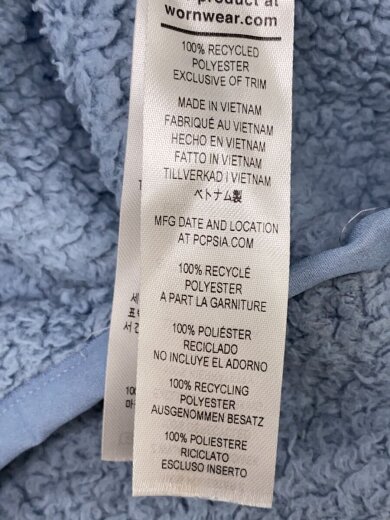 product at
wornwear.com
100% RECYCLED
POLYESTER
EXCLUSIVE OF TRIM
MADE IN VIETNAM
FABRIQUÉ AU VIETNAM
HECHO EN VIETNAM
FATTO IN VIETNAM
TILLVERKAD I VIETNAM
ベトナム製
MFG DATE AND LOCATION
AT PCPSIA.COM
100% RECYCLÉ
POLYESTER
A PART LA GARNITURE
100% POLIÉSTER
RECICLADO
NO INCLUYE EL ADORNO
100% RECYCLING
POLYESTER
AUSGENOMMEN BESATZ
100% POLIESTERE
RICICLATO
ESCLUSO INSERTO